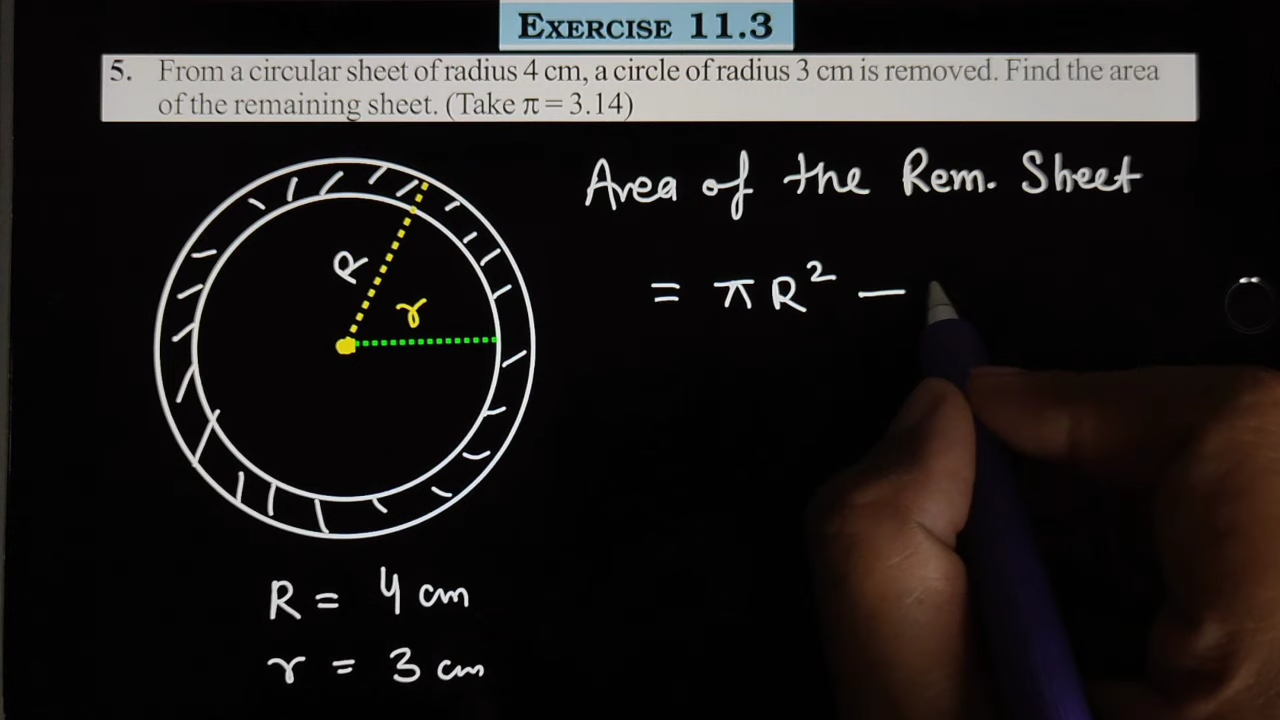 EXERCISE 11.3
5. From a circular sheet of radius 4 cm, a circle of radius 3 cm is removed. Find the area
of the remaining sheet. (Take π = 3.14)
Area of the Rem. Sheet
= πR² −
R
r
R = 4 cm
r = 3 cm